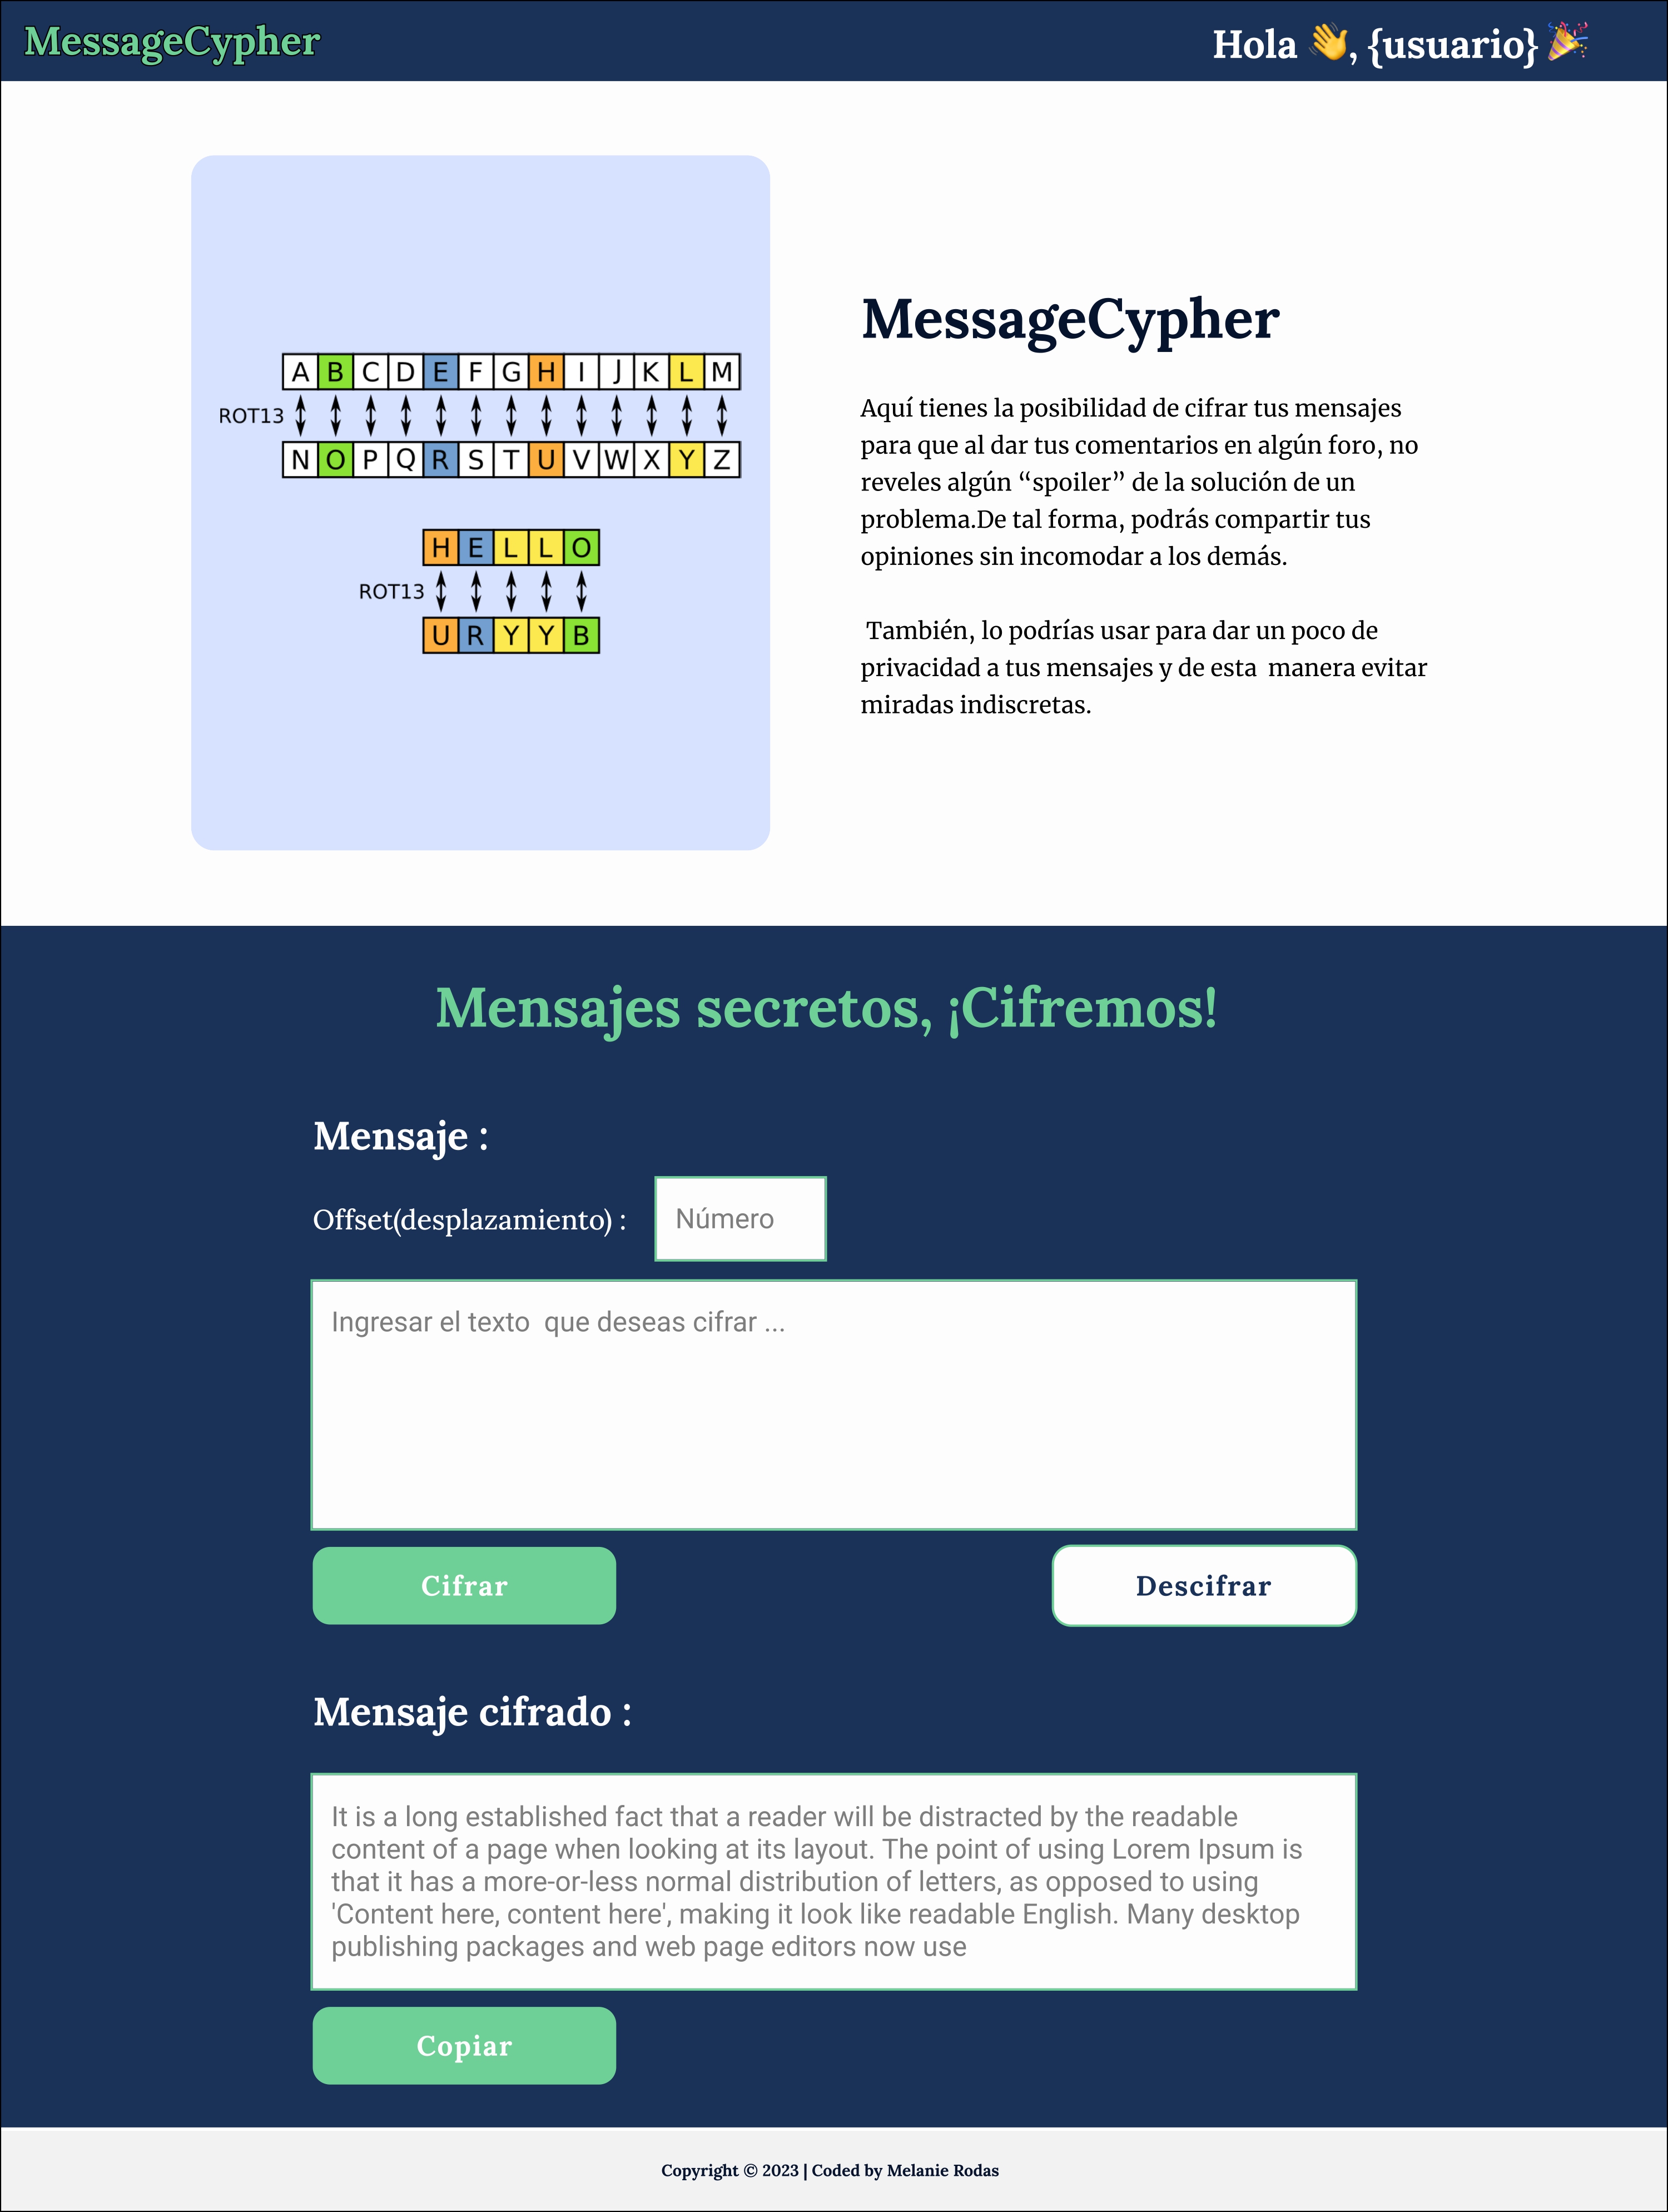 MessageCypher
Hola 👋, {usuario} 🎉
A B C D E F G H I J K L M
ROT13
N O P Q R S T U V W X Y Z
H E L L O
ROT13
U R Y Y B
MessageCypher
Aquí tienes la posibilidad de cifrar tus mensajes
para que al dar tus comentarios en algún foro, no
reveles algún “spoiler” de la solución de un
problema.De tal forma, podrás compartir tus
opiniones sin incomodar a los demás.
También, lo podrías usar para dar un poco de
privacidad a tus mensajes y de esta  manera evitar
miradas indiscretas.
Mensajes secretos, ¡Cifremos!
Mensaje :
Offset(desplazamiento) :
Número
Ingresar el texto  que deseas cifrar ...
Cifrar
Descifrar
Mensaje cifrado :
It is a long established fact that a reader will be distracted by the readable
content of a page when looking at its layout. The point of using Lorem Ipsum is
that it has a more-or-less normal distribution of letters, as opposed to using
'Content here, content here', making it look like readable English. Many desktop
publishing packages and web page editors now use
Copiar
Copyright © 2023 | Coded by Melanie Rodas